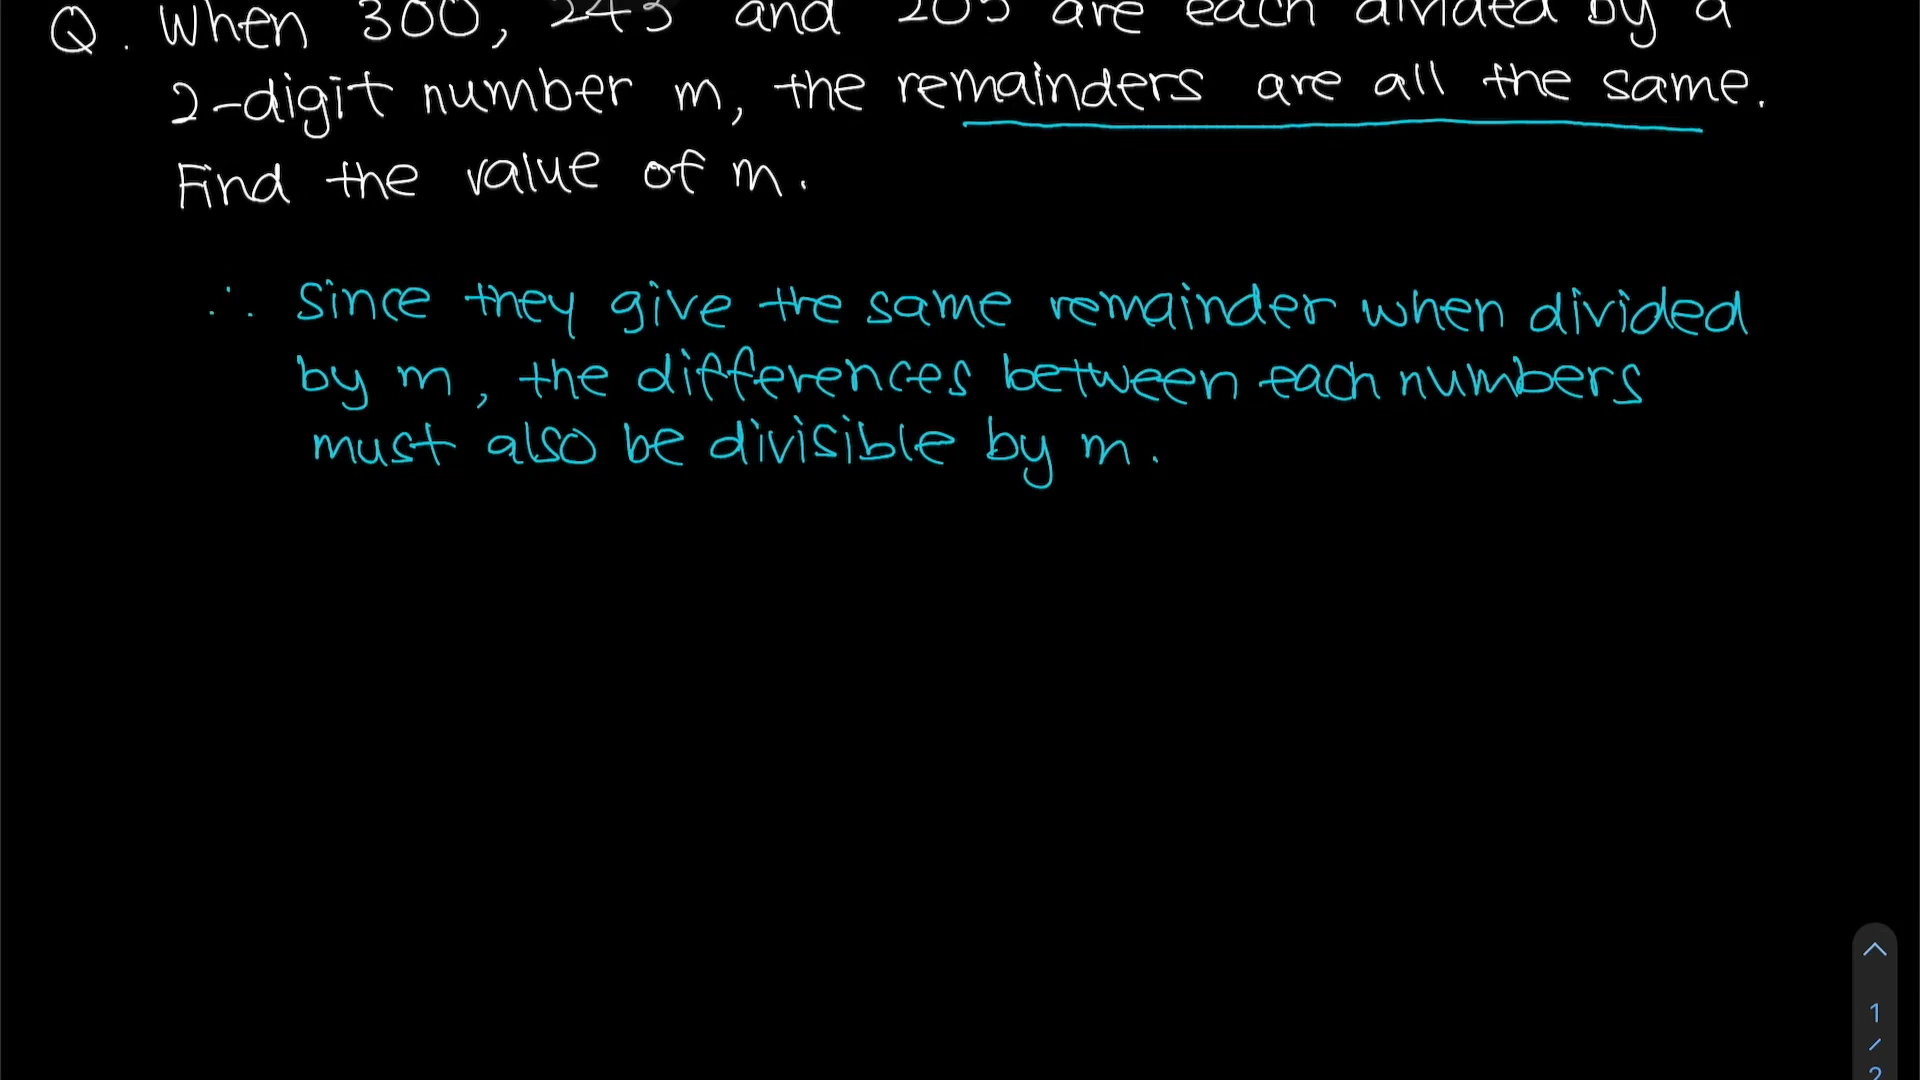 Q. When 300, 243 and 205 are each divided by a
2-digit number m, the remainders are all the same.
Find the value of m.
∴ Since they give the same remainder when divided
by m, the differences between each numbers
must also be divisible by m.
1
/
2